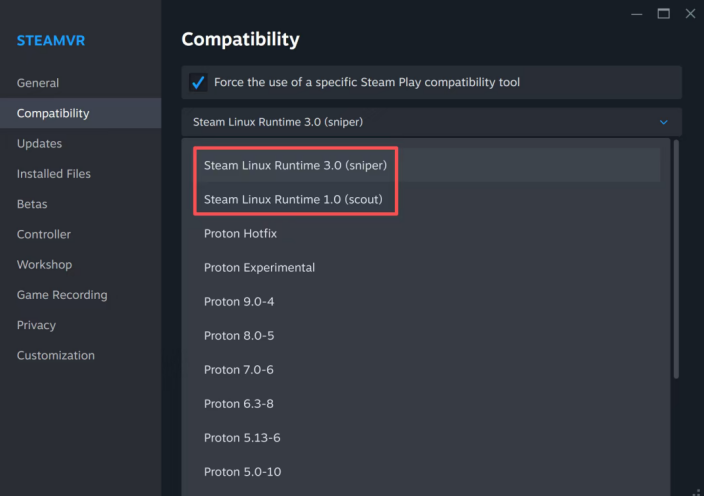 STEAMVR
General
Compatibility
Updates
Installed Files
Betas
Controller
Workshop
Game Recording
Privacy
Customization
Compatibility
Force the use of a specific Steam Play compatibility tool
Steam Linux Runtime 3.0 (sniper)
Steam Linux Runtime 3.0 (sniper)
Steam Linux Runtime 1.0 (scout)
Proton Hotfix
Proton Experimental
Proton 9.0-4
Proton 8.0-5
Proton 7.0-6
Proton 6.3-8
Proton 5.13-6
Proton 5.0-10